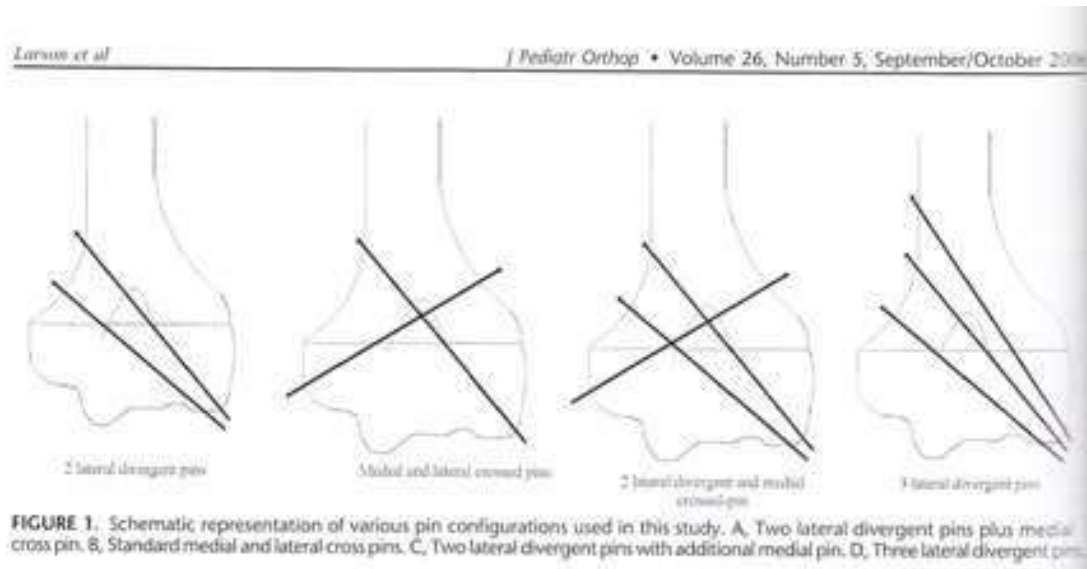 Larson et al
J Pediatr Orthop • Volume 26, Number 5, September/October 2006
2 lateral divergent pins
Medial and lateral crossed pins
2 lateral divergent and medial
crossed-pin
3 lateral divergent pins
FIGURE 1. Schematic representation of various pin configurations used in this study. A, Two lateral divergent pins plus medial
cross pin. B, Standard medial and lateral cross pins. C, Two lateral divergent pins with additional medial pin. D, Three lateral divergent pins.